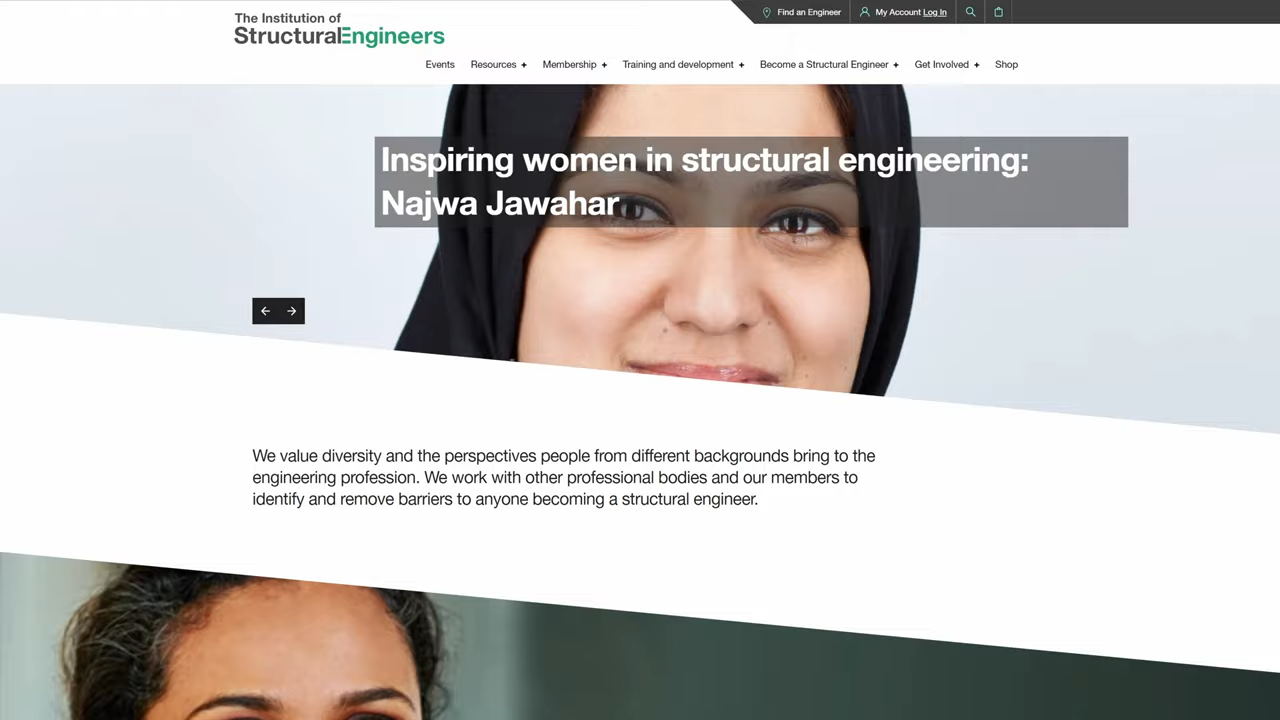 The Institution of
StructuralEngineers
Find an Engineer
My Account Log In
Events
Resources +
Membership +
Training and development +
Become a Structural Engineer +
Get Involved +
Shop
Inspiring women in structural engineering:
Najwa Jawahar
We value diversity and the perspectives people from different backgrounds bring to the
engineering profession. We work with other professional bodies and our members to
identify and remove barriers to anyone becoming a structural engineer.